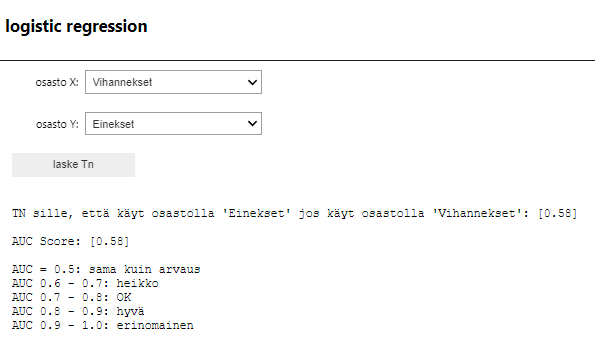 logistic regression
osasto X: Vihannekset
osasto Y: Einekset
laske Tn
TN sille, että käyt osastolla 'Einekset' jos käyt osastolla 'Vihannekset': [0.58]
AUC Score: [0.58]
AUC = 0.5: sama kuin arvaus
AUC 0.6 - 0.7: heikko
AUC 0.7 - 0.8: OK
AUC 0.8 - 0.9: hyvä
AUC 0.9 - 1.0: erinomainen